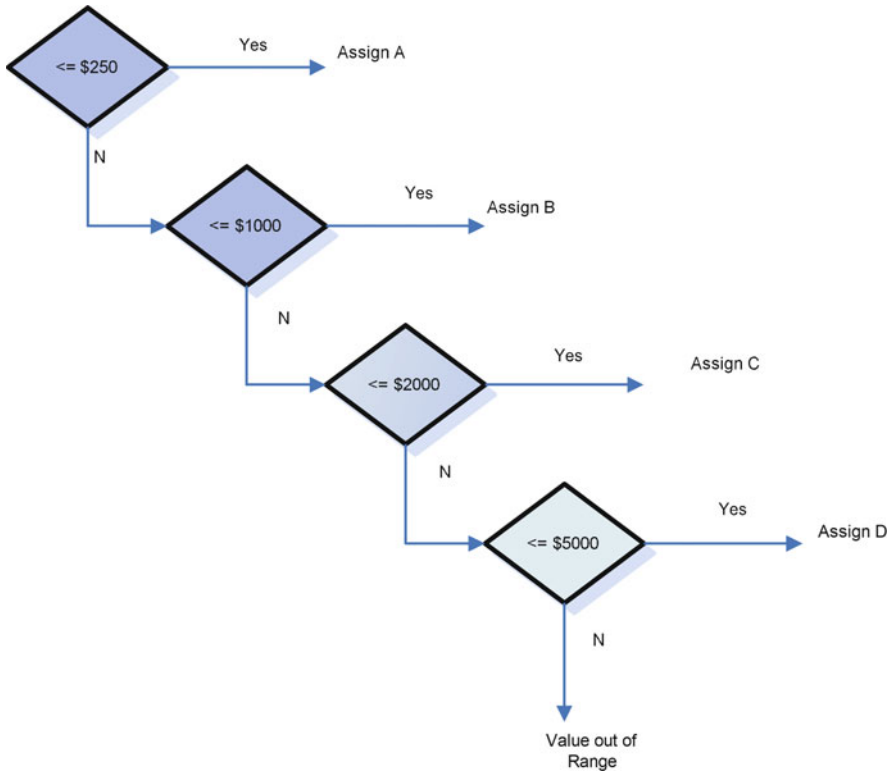 Yes
Assign A
<= $250
N
Yes
Assign B
<= $1000
N
Yes
Assign C
<= $2000
N
Yes
Assign D
<= $5000
N
Value out of
Range